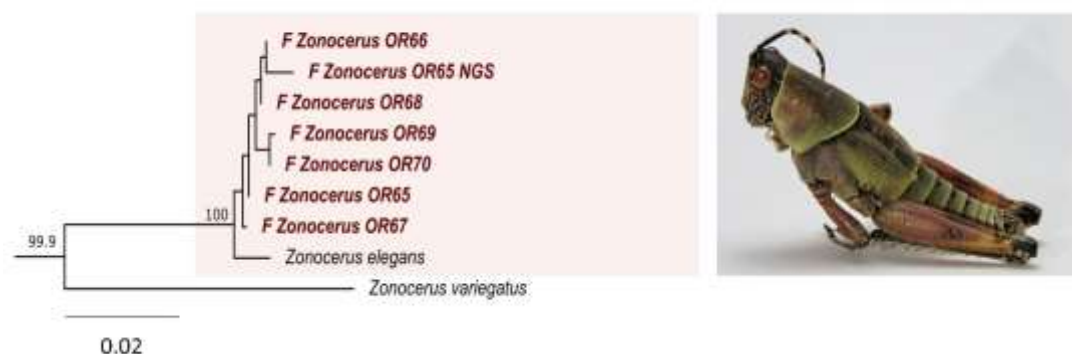 F Zonocerus OR66
F Zonocerus OR65 NGS
F Zonocerus OR68
F Zonocerus OR69
F Zonocerus OR70
F Zonocerus OR65
100
F Zonocerus OR67
99.9
Zonocerus elegans
Zonocerus variegatus
0.02